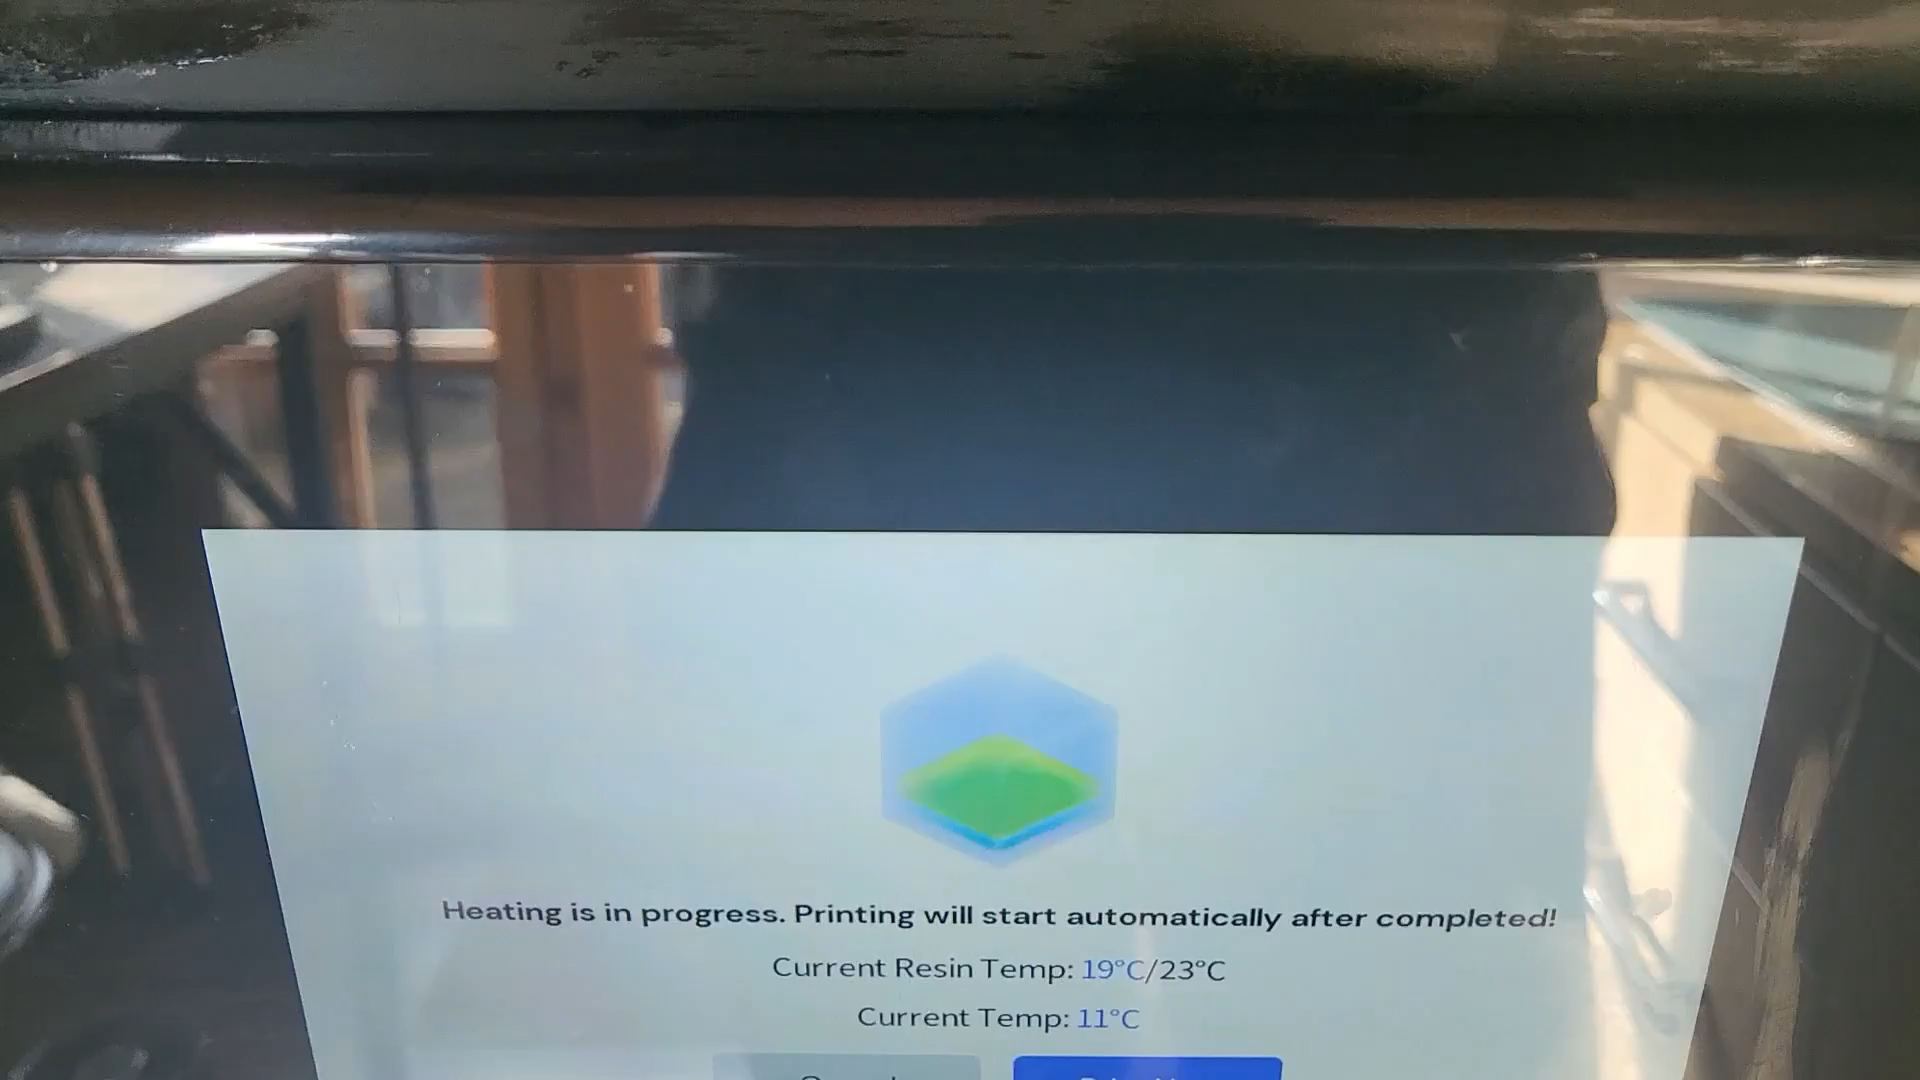 Heating is in progress. Printing will start automatically after completed!
Current Resin Temp: 19°C/23°C
Current Temp: 11°C